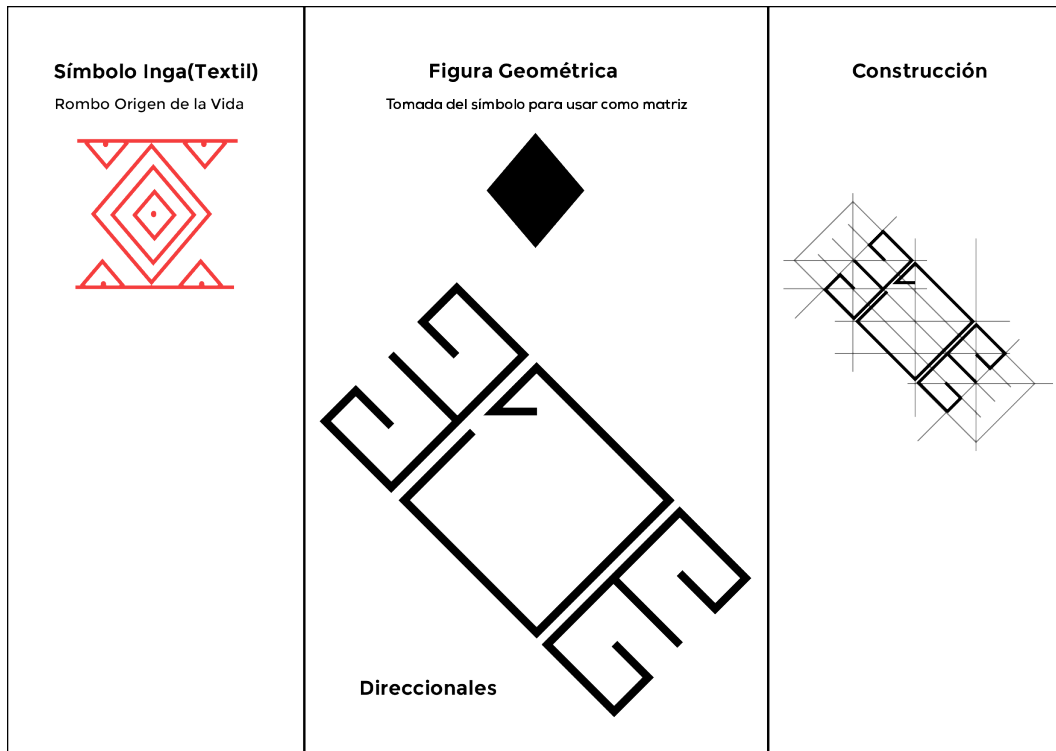 Símbolo Inga(Textil)
Rombo Origen de la Vida
Figura Geométrica
Tomada del símbolo para usar como matriz
Direccionales
Construcción